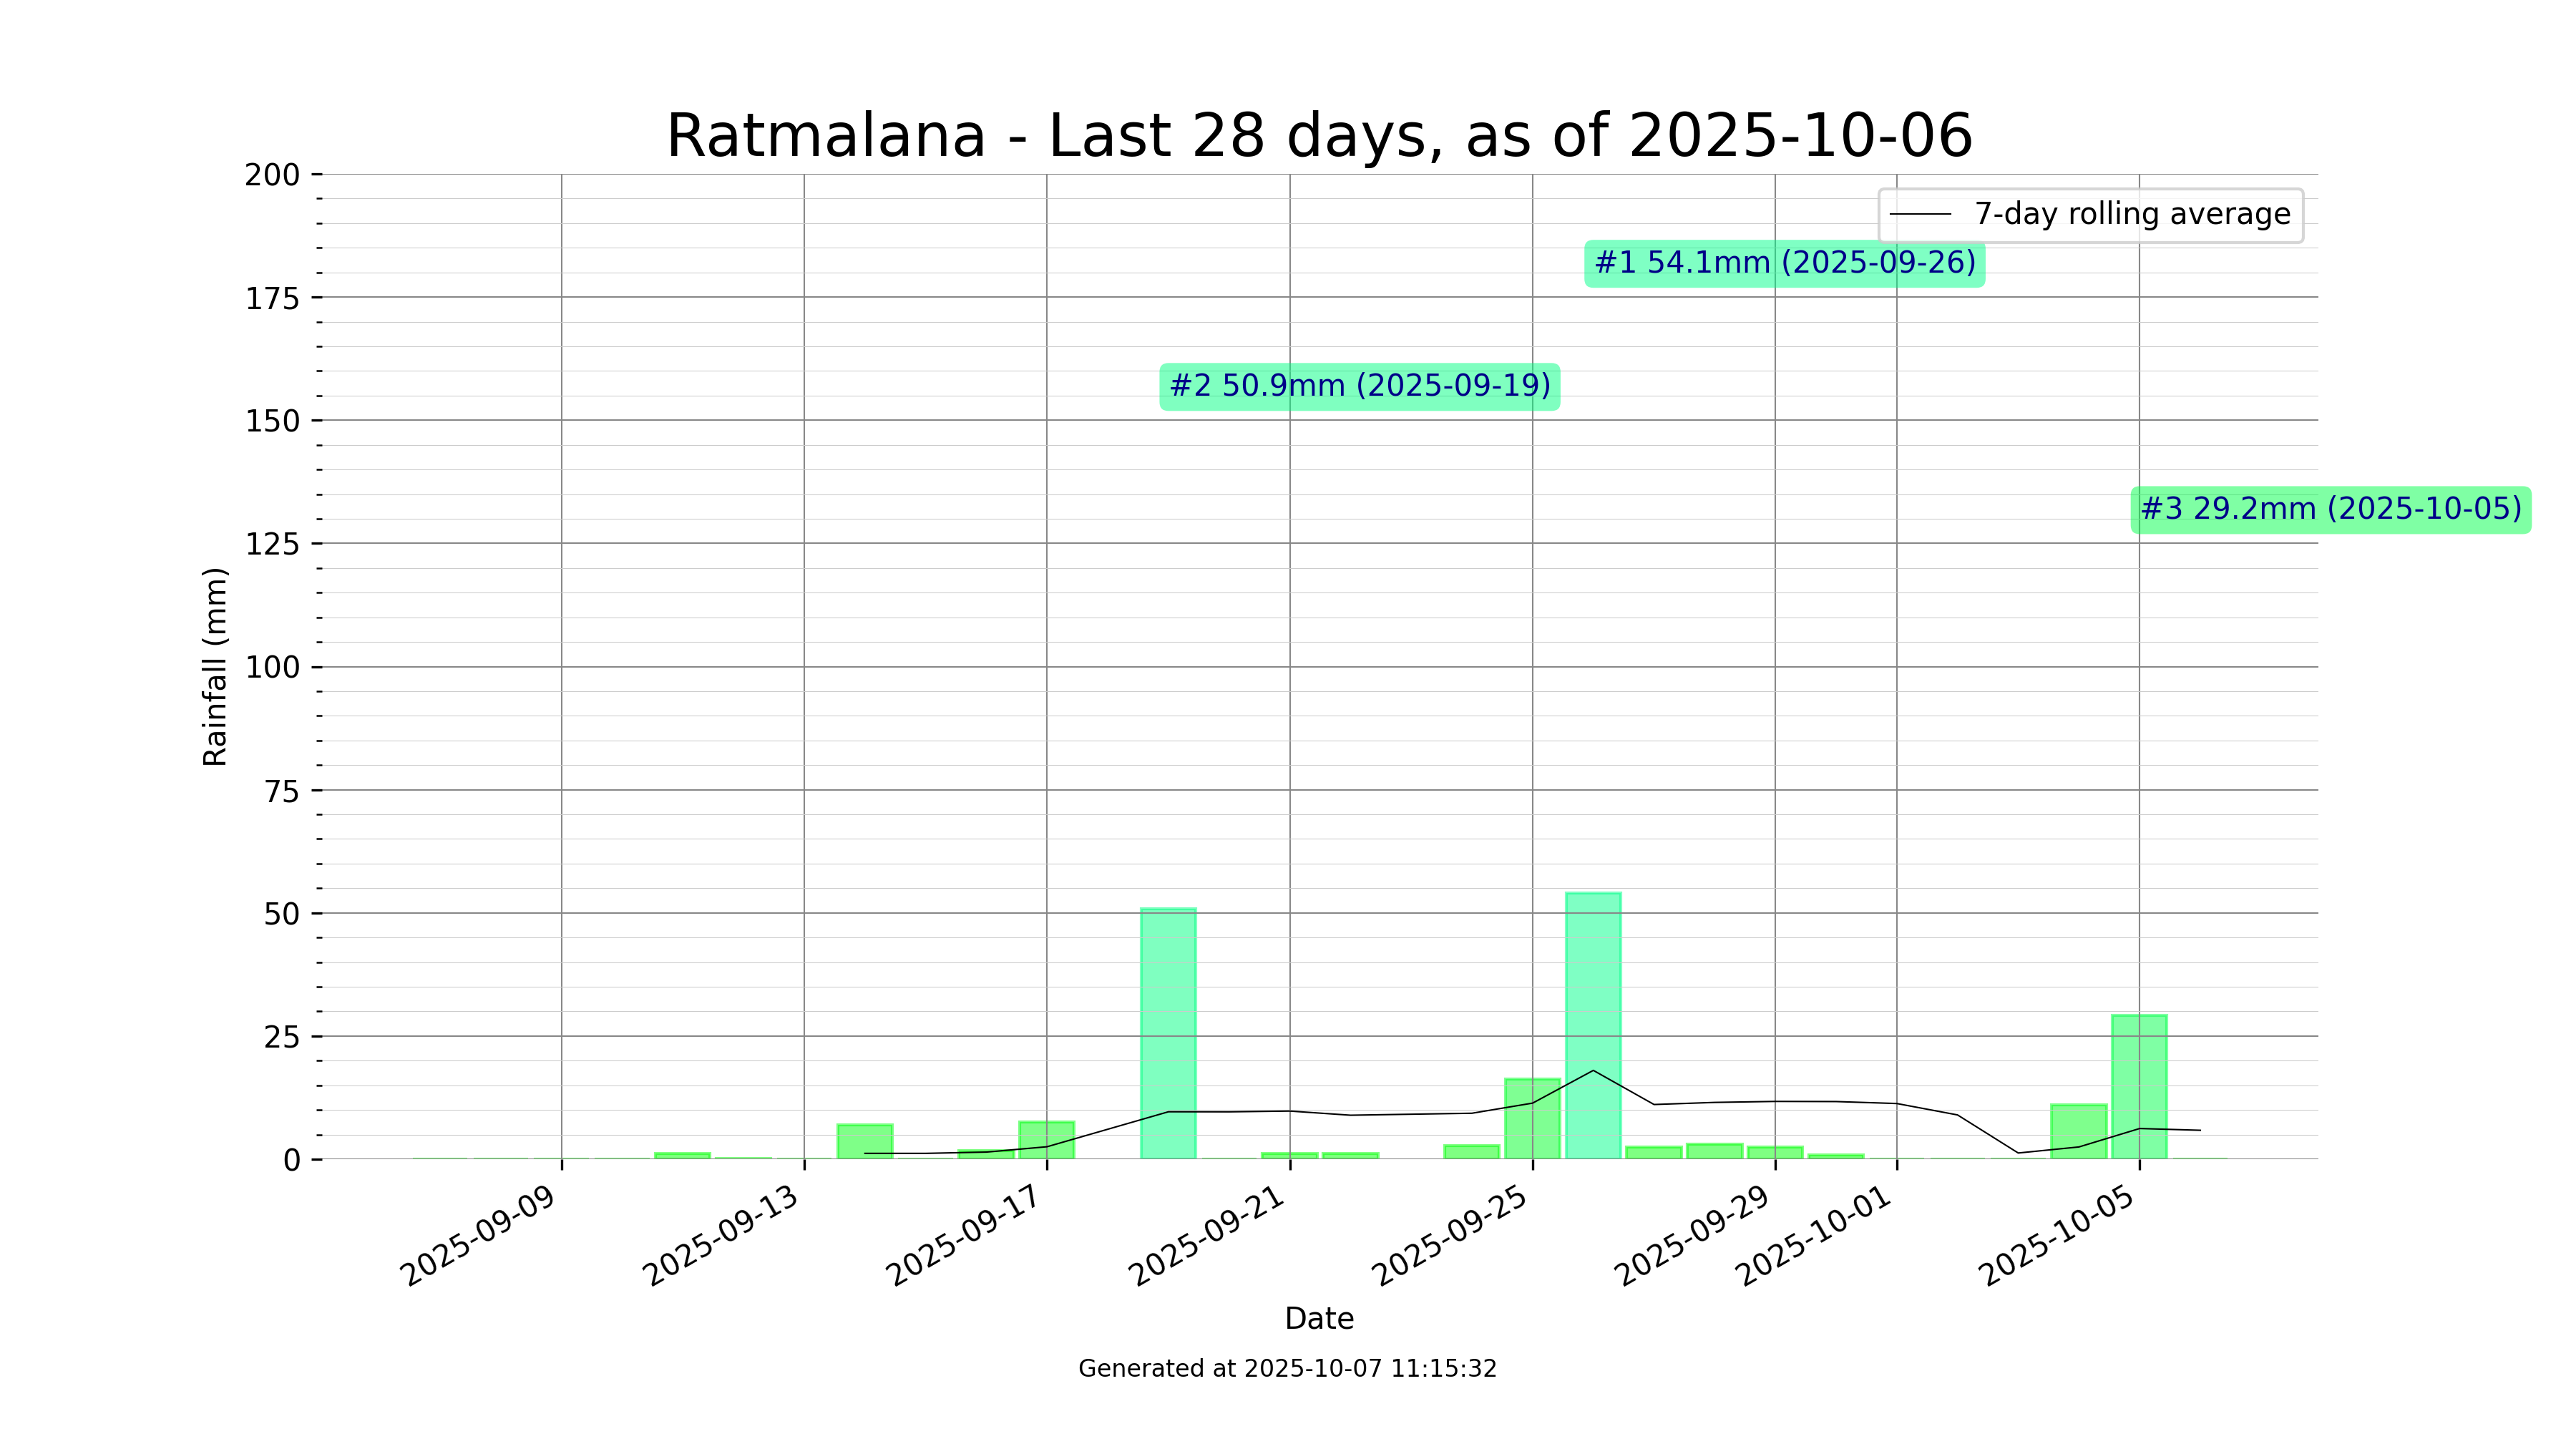 Ratmalana - Last 28 days, as of 2025-10-06
200
175
150
125
100
75
50
25
0
Rainfall (mm)
7-day rolling average
#1 54.1mm (2025-09-26)
#2 50.9mm (2025-09-19)
#3 29.2mm (2025-10-05)
2025-09-09
2025-09-13
2025-09-17
2025-09-21
2025-09-25
2025-09-29
2025-10-01
2025-10-05
Date
Generated at 2025-10-07 11:15:32